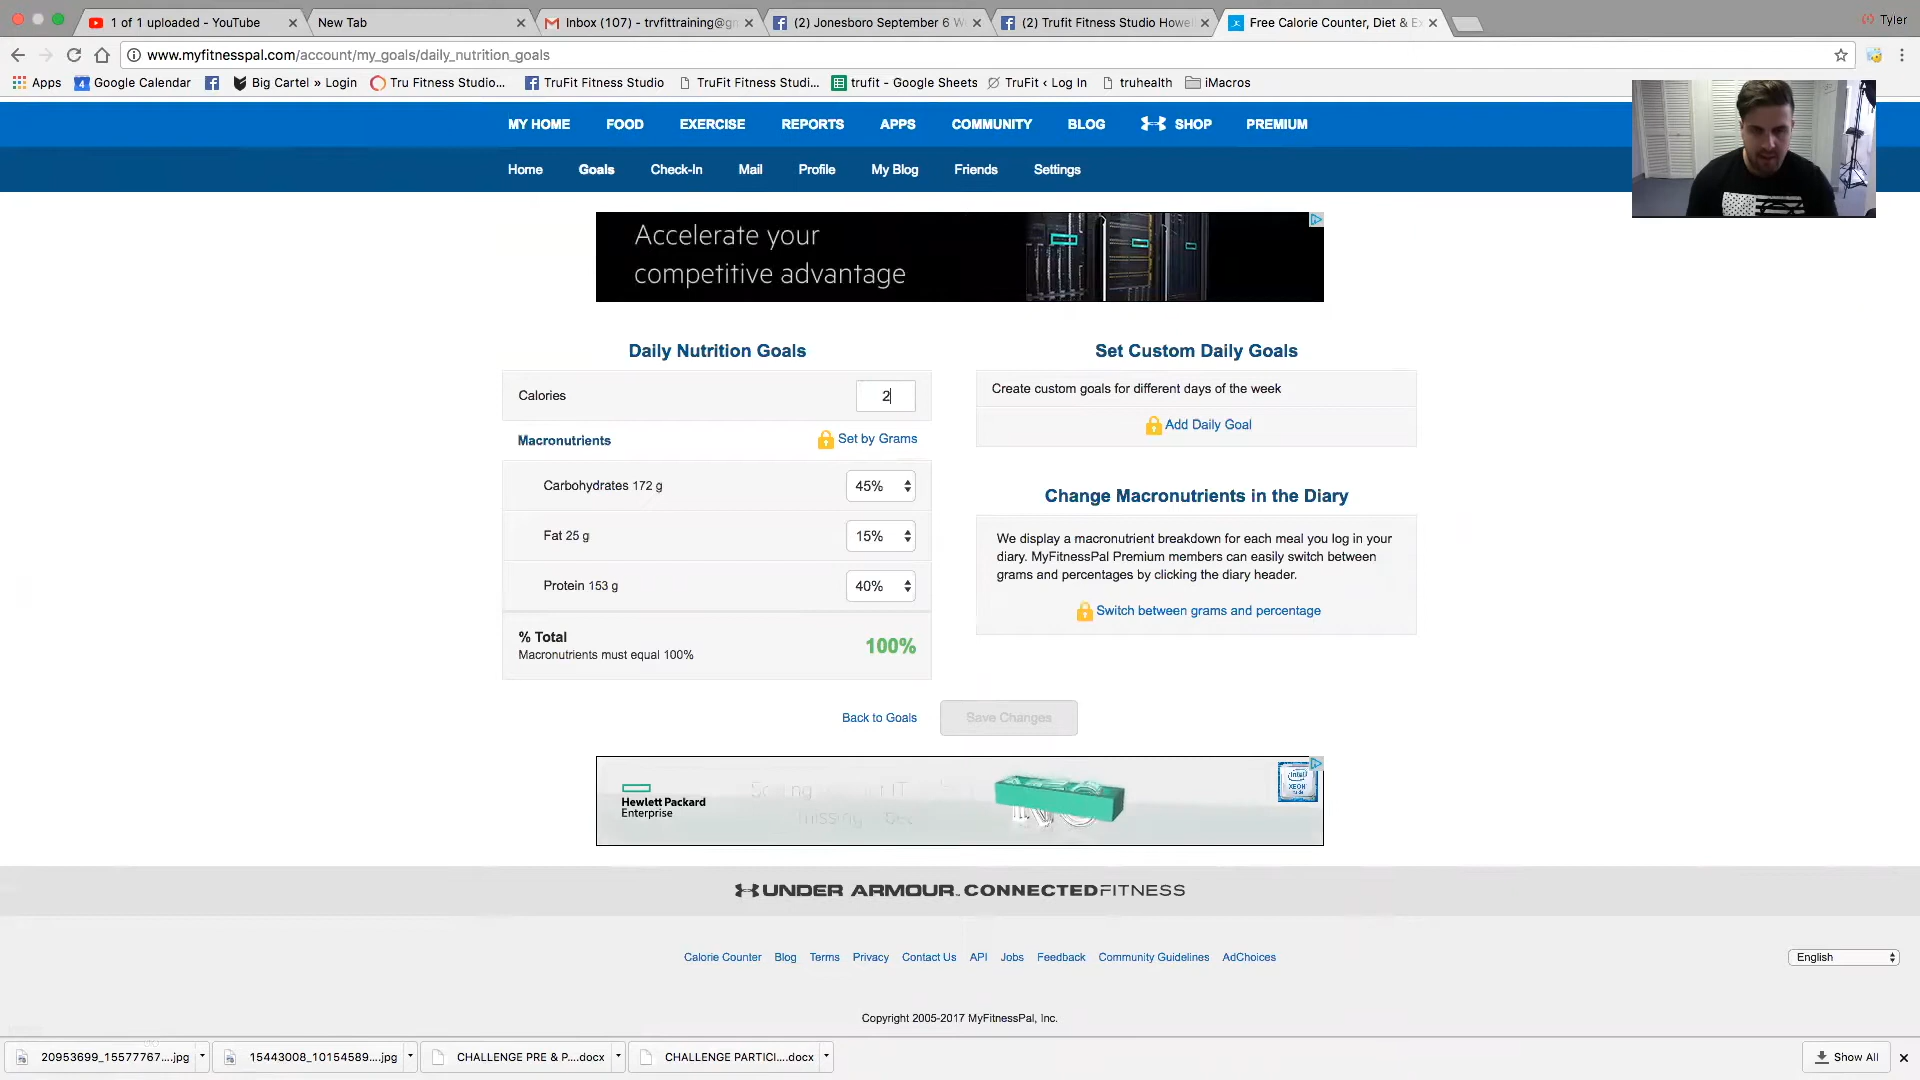 1 of 1 uploaded - YouTube
New Tab
Inbox (107) - trvfittraining@gm
(2) Jonesboro September 6 W
(2) Trufit Fitness Studio Howel
Free Calorie Counter, Diet & Ex
Tyler
www.myfitnesspal.com/account/my_goals/daily_nutrition_goals
Apps
Google Calendar
Big Cartel » Login
Tru Fitness Studio...
TruFit Fitness Studio
TruFit Fitness Studi...
trufit - Google Sheets
TruFit ‹ Log In
truhealth
iMacros
MY HOME FOOD EXERCISE REPORTS APPS COMMUNITY BLOG SHOP PREMIUM
Home Goals Check-In Mail Profile My Blog Friends Settings
Accelerate your
competitive advantage
Daily Nutrition Goals
Calories 2
Macronutrients Set by Grams
Carbohydrates 172 g 45%
Fat 25 g 15%
Protein 153 g 40%
% Total
Macronutrients must equal 100%
100%
Set Custom Daily Goals
Create custom goals for different days of the week
Add Daily Goal
Change Macronutrients in the Diary
We display a macronutrient breakdown for each meal you log in your
diary. MyFitnessPal Premium members can easily switch between
grams and percentages by clicking the diary header.
Switch between grams and percentage
Back to Goals Save Changes
Hewlett Packard
Enterprise
intel
XEON
UNDER ARMOUR CONNECTEDFITNESS
Calorie Counter Blog Terms Privacy Contact Us API Jobs Feedback Community Guidelines AdChoices
English
Copyright 2005-2017 MyFitnessPal, Inc.
20953699_15577767....jpg
15443008_10154589....jpg
CHALLENGE PRE & P....docx
CHALLENGE PARTICI....docx
Show All